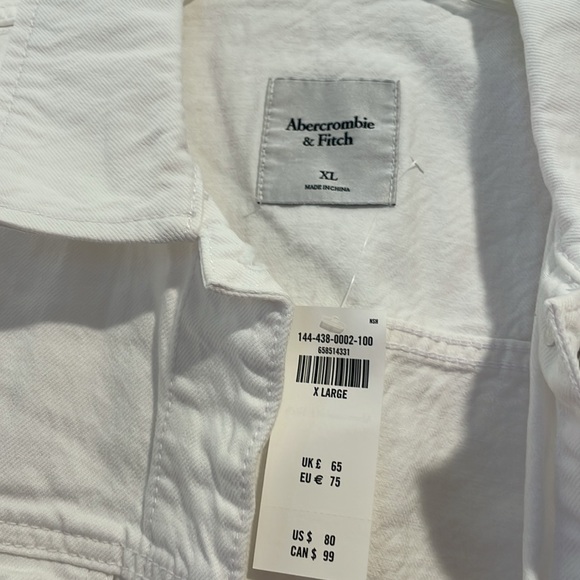 Abercrombie
& Fitch
XL
MADE IN CHINA
NSR
144-438-0002-100
658514331
X LARGE
UK £ 65
EU € 75
US $ 80
CAN $ 99